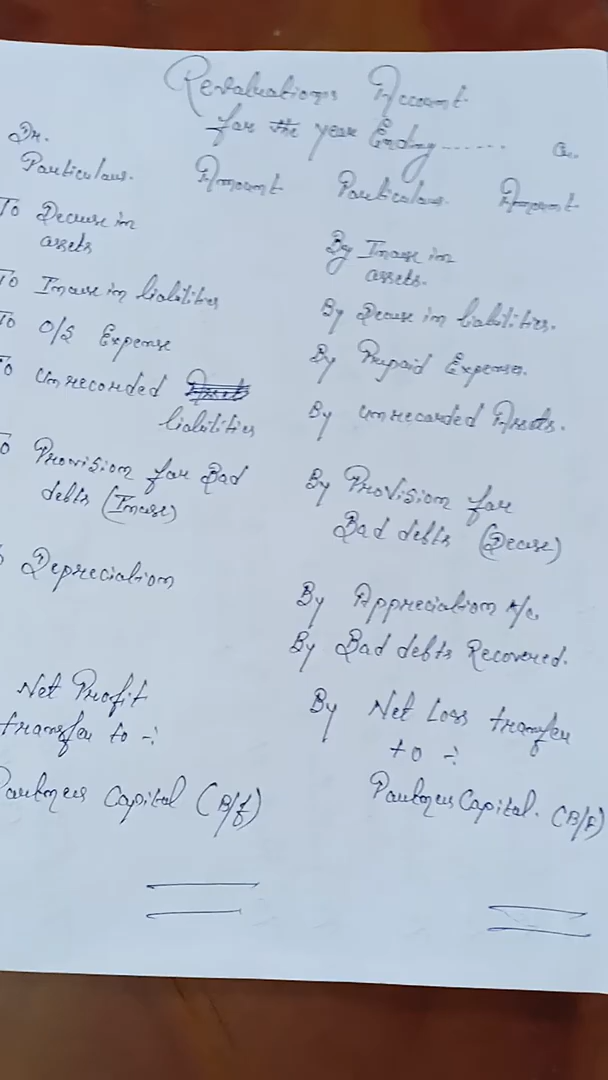 Revaluations Account
for the year Ending......
Dr. Cr.
Particulars. Amount Particulars. Amount
To Decrease in
assets
To Increase in liabilities
To O/S Expense
To Unrecorded
liabilities
To Provision for Bad
debts (Increase)
Depreciation
Net Profit
transfer to :-
Partners Capital (B/f)
By Increase in
assets.
By Decrease in liabilities.
By Prepaid Expenses.
By Unrecorded Assets.
By Provision for
Bad debts (Decrease)
By Appreciation A/c
By Bad debts Recovered.
By Net Loss transfer
to :-
Partners Capital. (B/F)